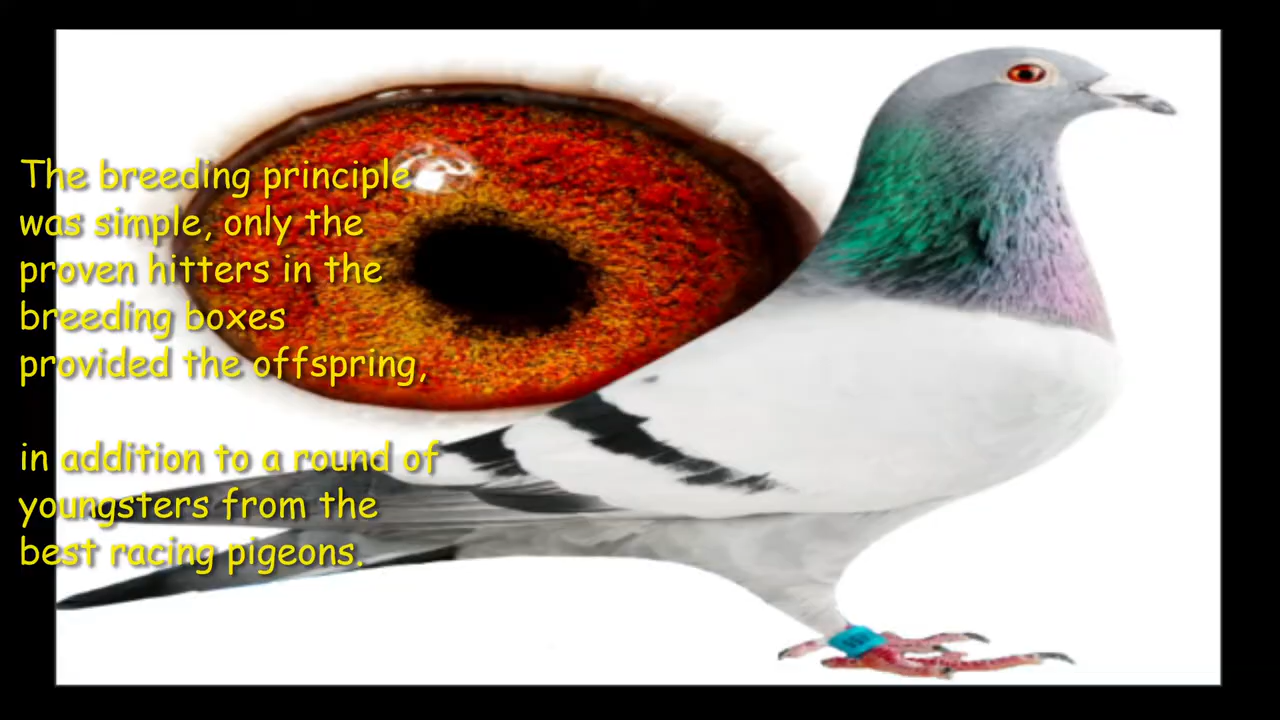 The breeding principle
was simple, only the
proven hitters in the
breeding boxes
provided the offspring,
in addition to a round of
youngsters from the
best racing pigeons.